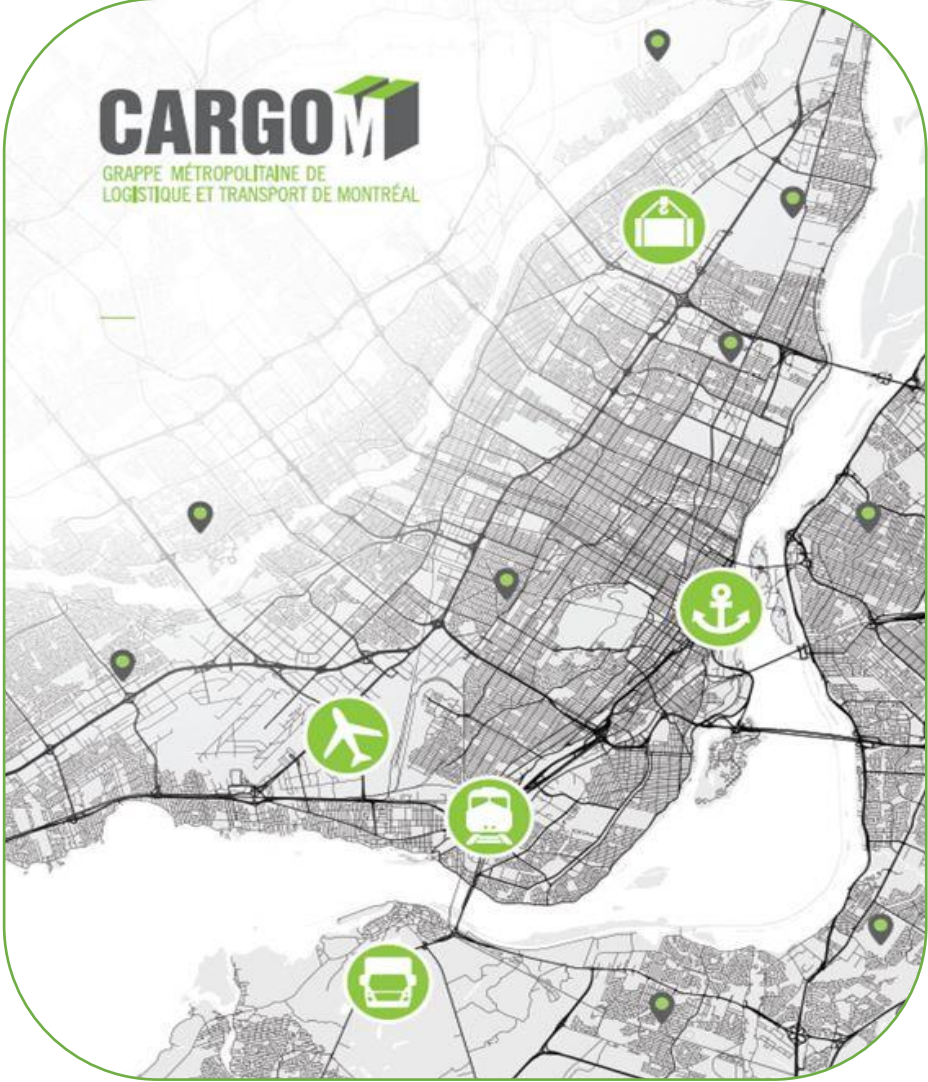 CARGOM
GRAPPE MÉTROPOLITAINE DE
LOGISTIQUE ET TRANSPORT DE MONTRÉAL